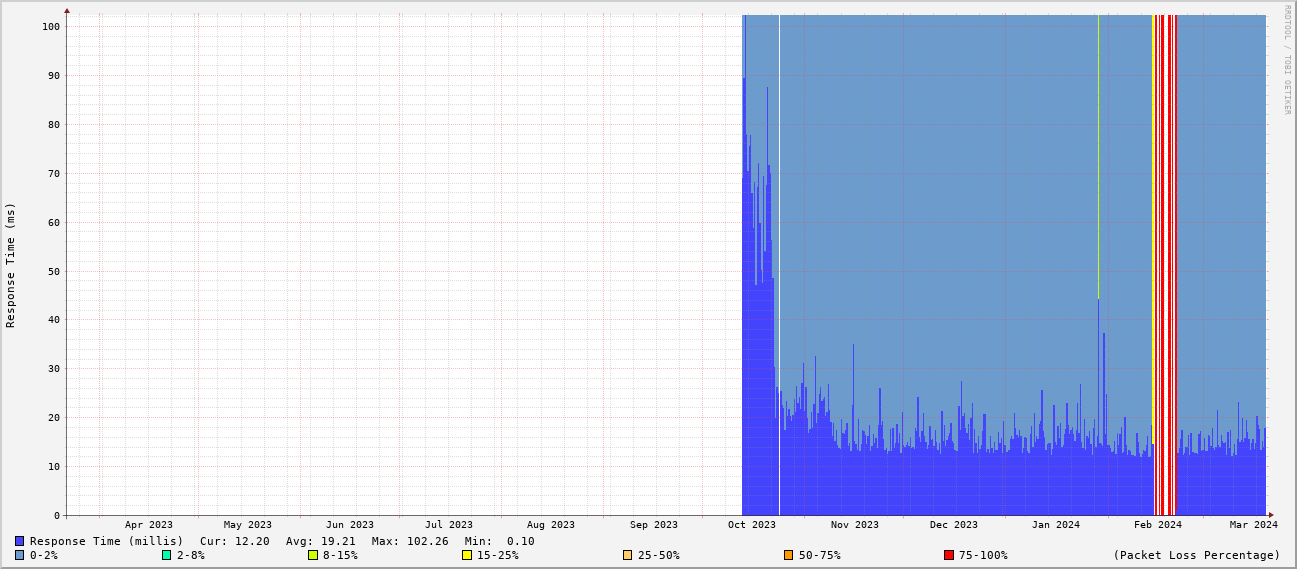 RRDTOOL / TOBI OETIKER
Response Time (ms)
100
90
80
70
60
50
40
30
20
10
0
Apr 2023 May 2023 Jun 2023 Jul 2023 Aug 2023 Sep 2023 Oct 2023 Nov 2023 Dec 2023 Jan 2024 Feb 2024 Mar 2024
Response Time (millis) Cur: 12.20 Avg: 19.21 Max: 102.26 Min: 0.10
0-2% 2-8% 8-15% 15-25% 25-50% 50-75% 75-100% (Packet Loss Percentage)